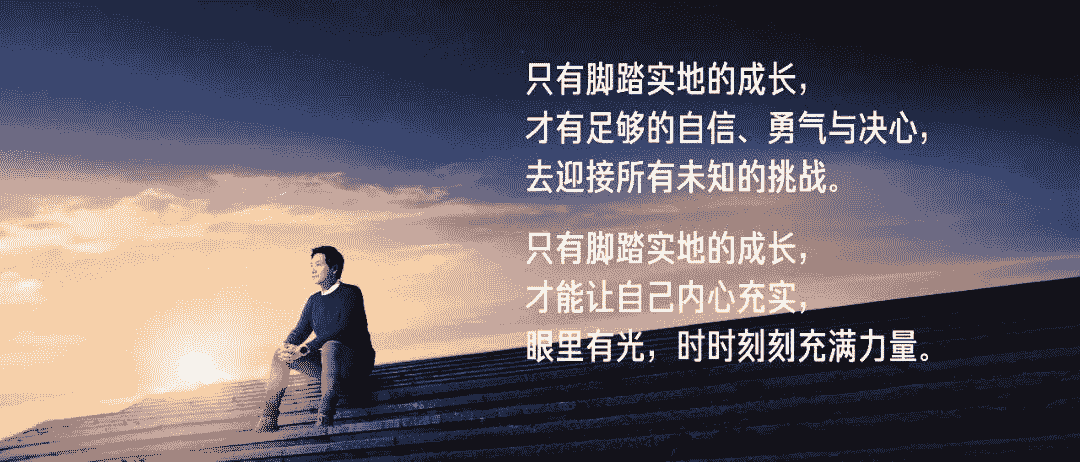 只有脚踏实地的成长，
才有足够的自信、勇气与决心，
去迎接所有未知的挑战。
只有脚踏实地的成长，
才能让自己内心充实，
眼里有光，时时刻刻充满力量。